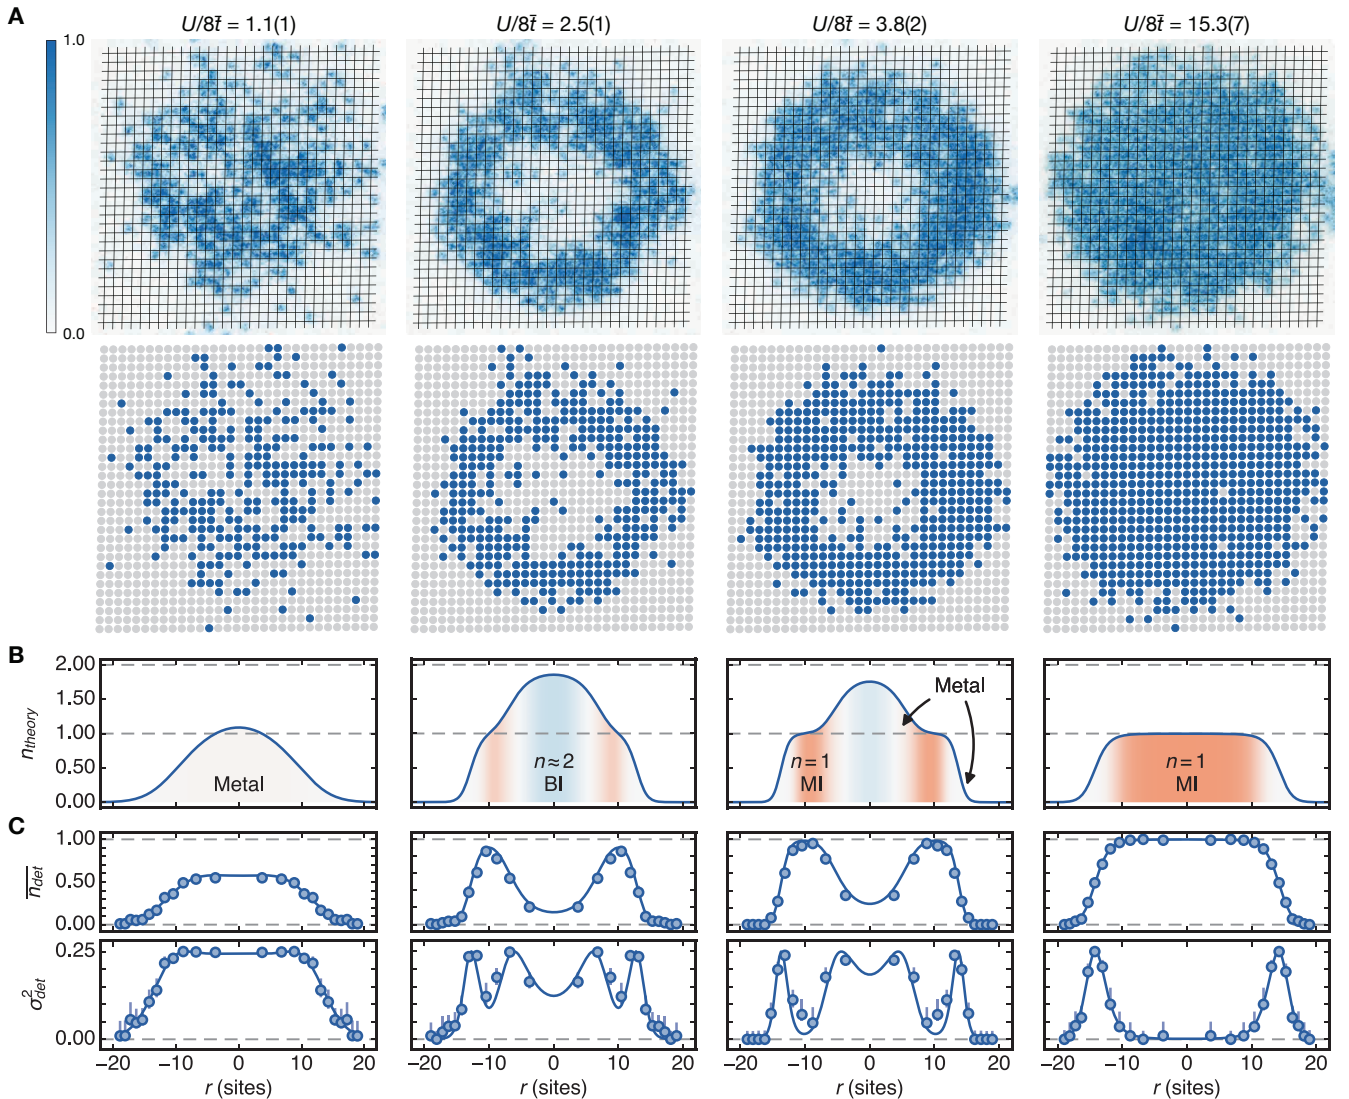 A
U/8t̄ = 1.1(1)
U/8t̄ = 2.5(1)
U/8t̄ = 3.8(2)
U/8t̄ = 15.3(7)
1.0
0.0
B
2.00
1.50
1.00
0.50
0.00
n_theory
Metal
n ≈ 2
BI
n = 1
MI
Metal
n = 1
MI
C
1.00
0.50
0.00
n_det
0.25
0.00
σ²_det
−20 −10 0 10 20
−20 −10 0 10 20
−20 −10 0 10 20
−20 −10 0 10 20
r (sites)
r (sites)
r (sites)
r (sites)